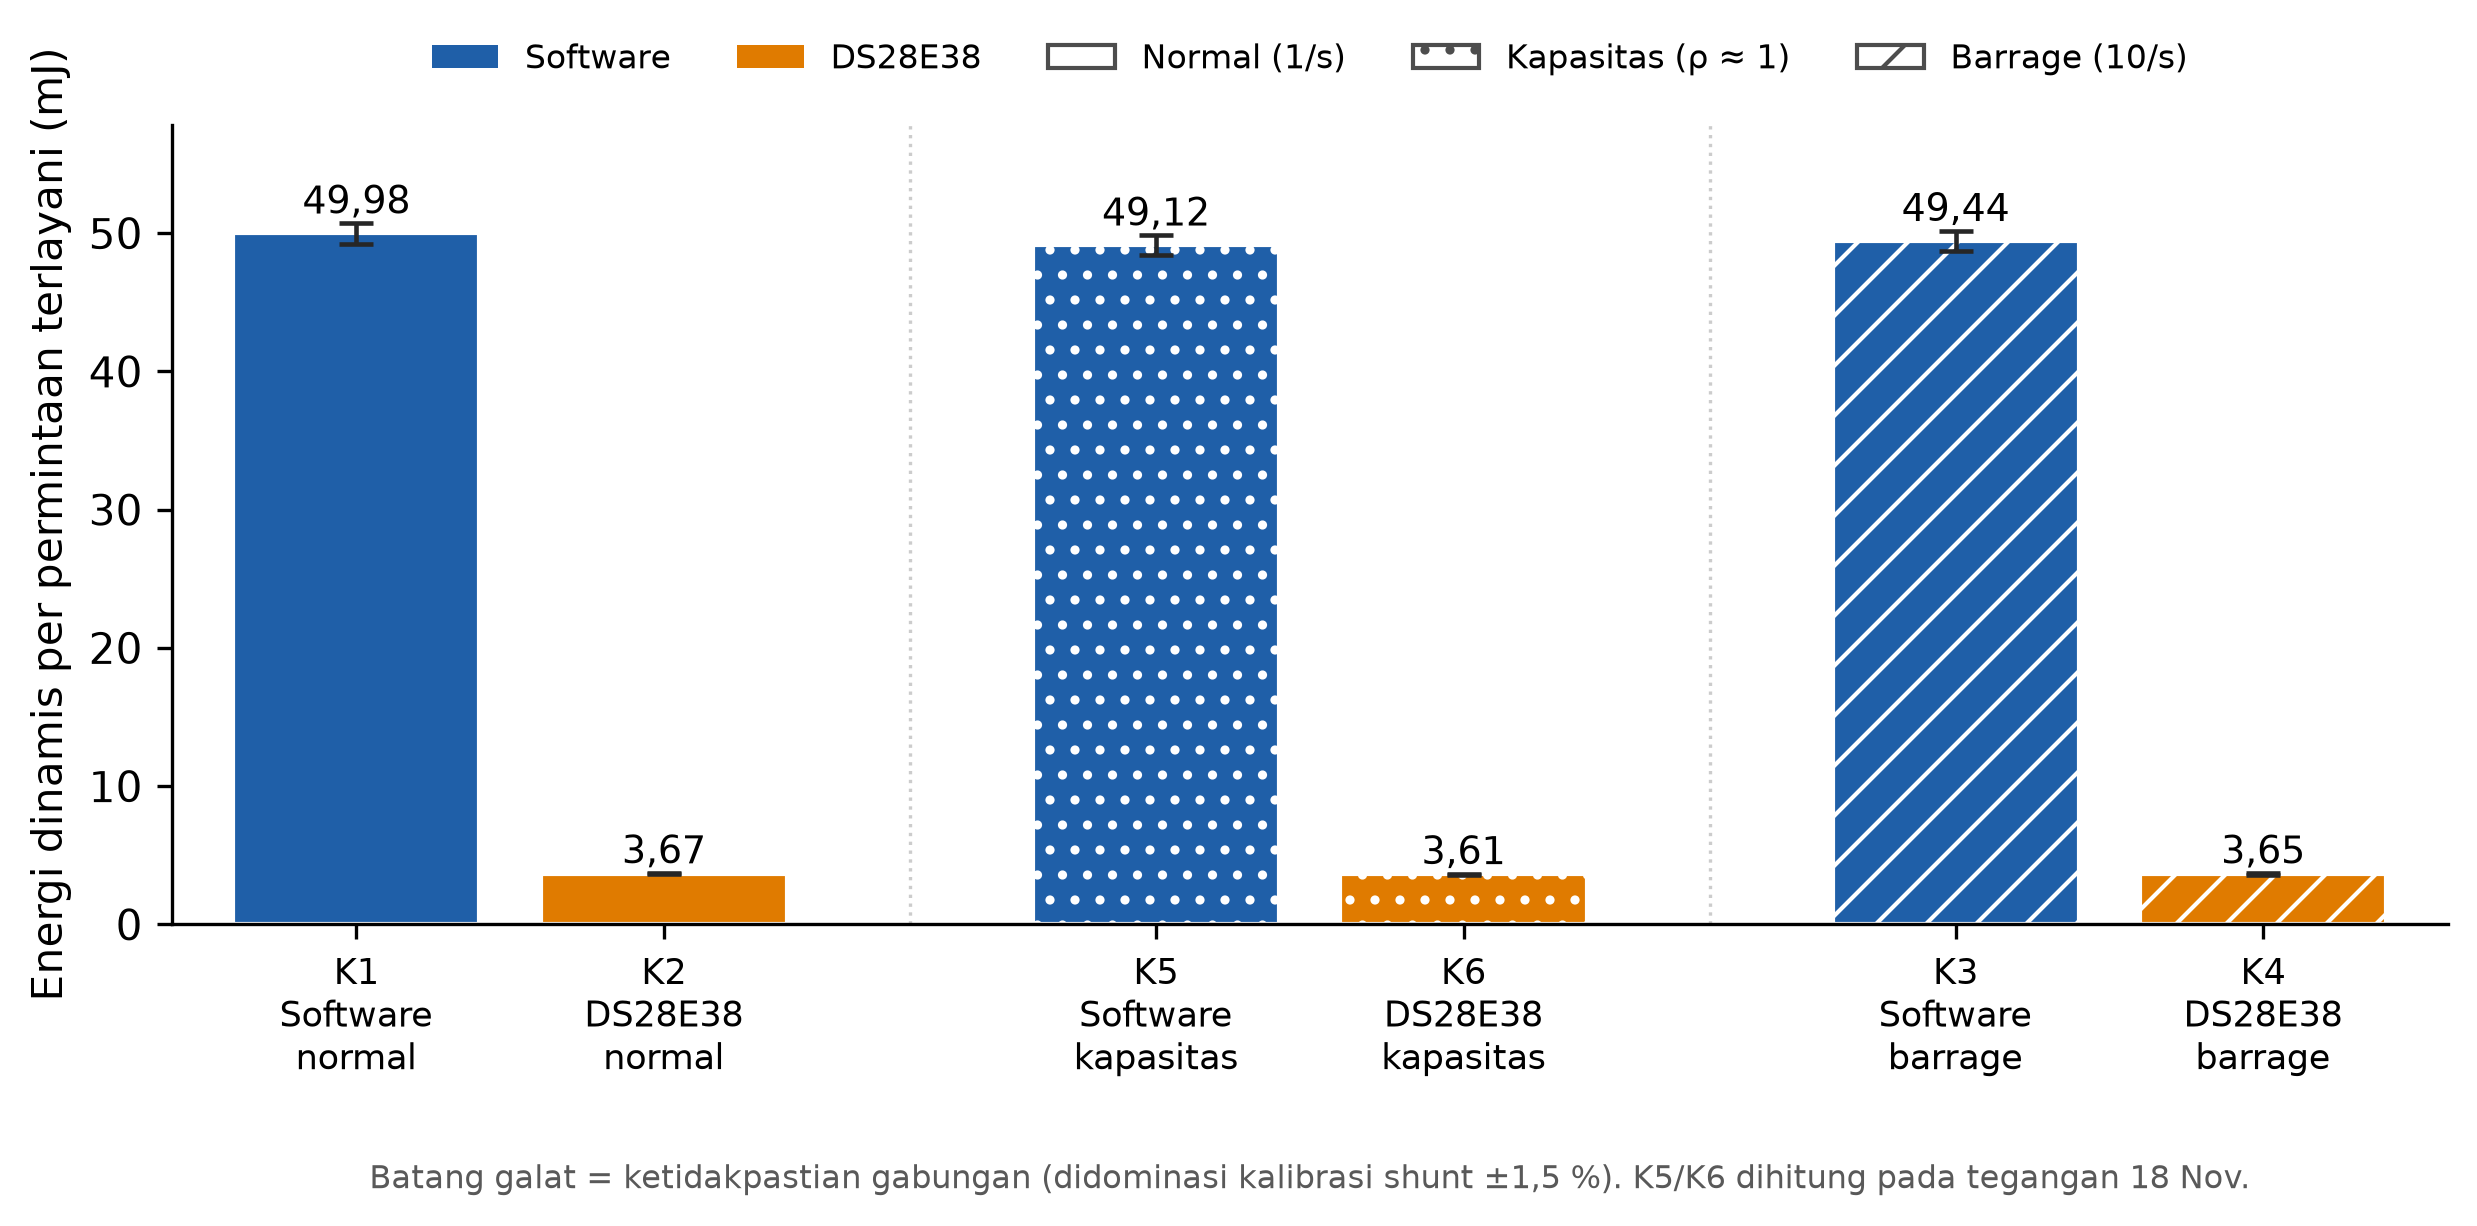 Software DS28E38 Normal (1/s) Kapasitas (ρ ≈ 1) Barrage (10/s)
Energi dinamis per permintaan terlayani (mJ)
50
40
30
20
10
0
49,98
3,67
49,12
3,61
49,44
3,65
K1
Software
normal
K2
DS28E38
normal
K5
Software
kapasitas
K6
DS28E38
kapasitas
K3
Software
barrage
K4
DS28E38
barrage
Batang galat = ketidakpastian gabungan (didominasi kalibrasi shunt ±1,5 %). K5/K6 dihitung pada tegangan 18 Nov.